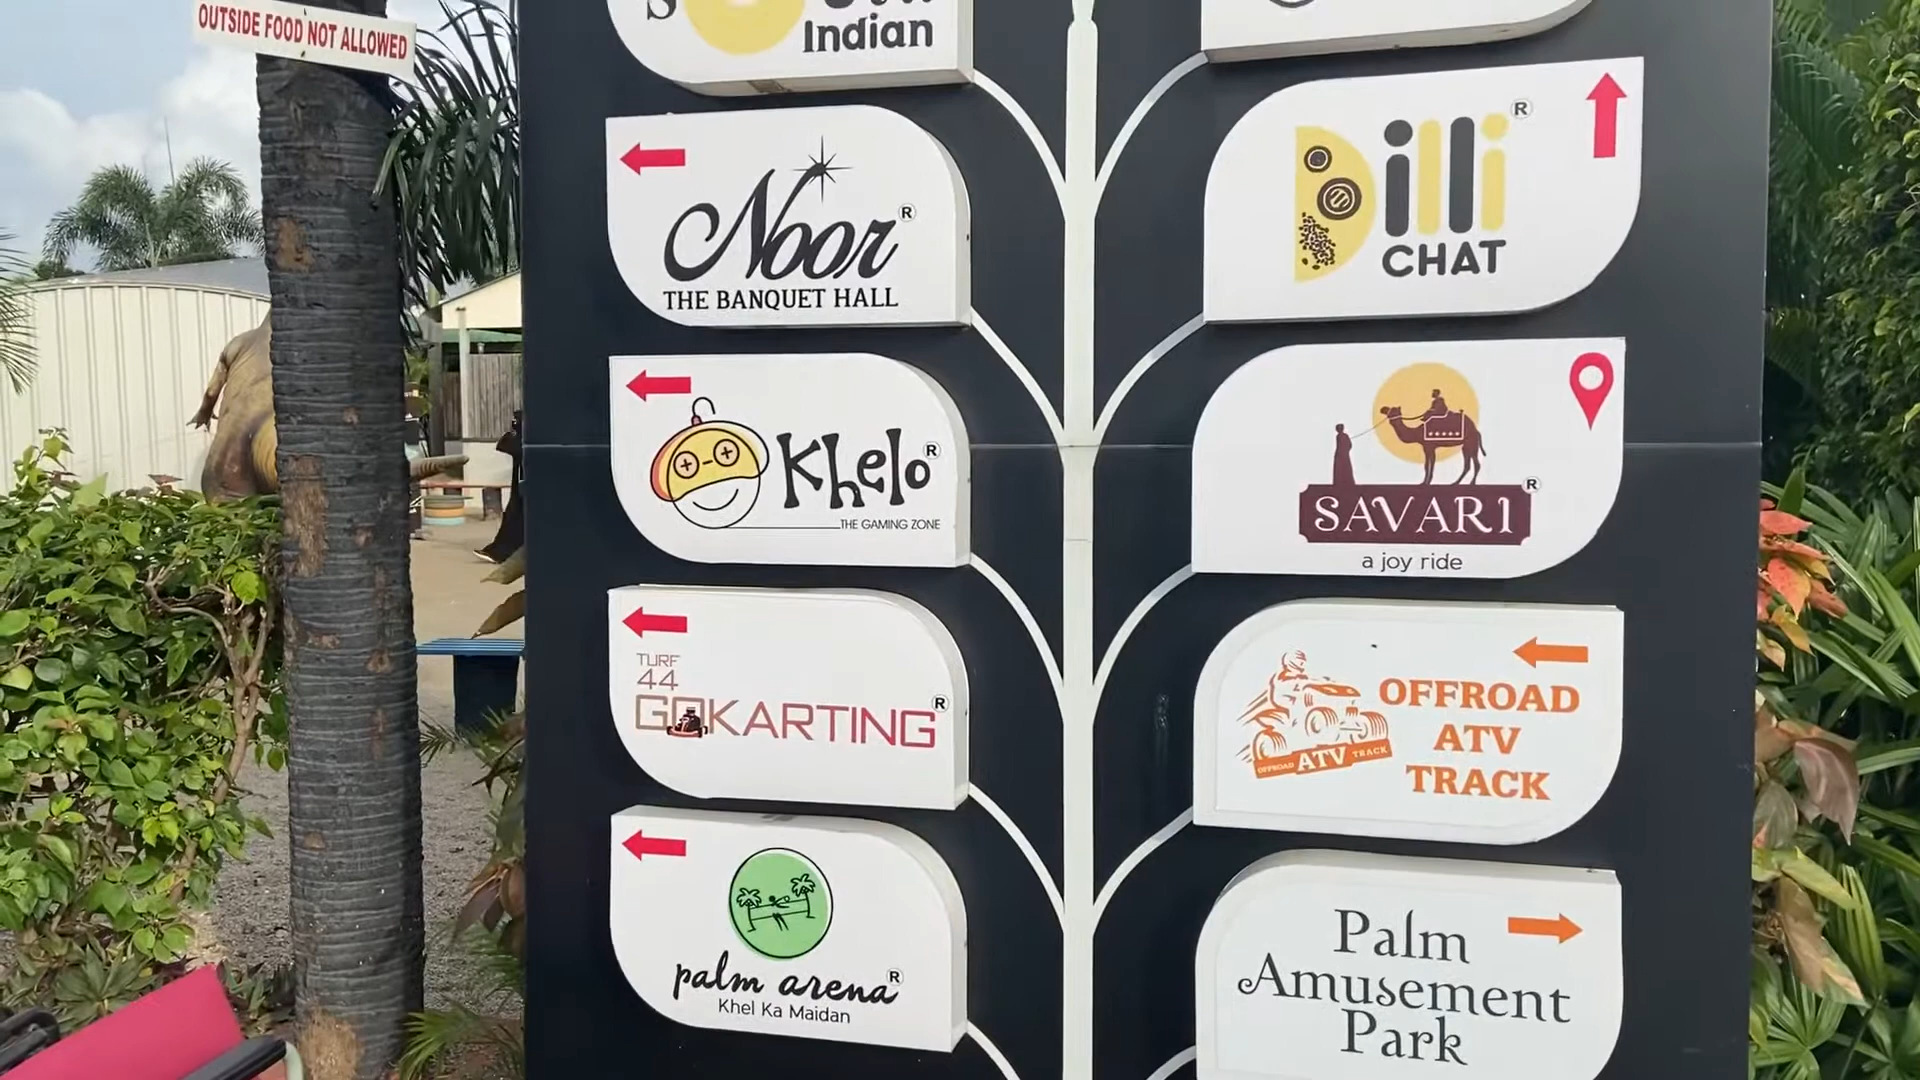 OUTSIDE FOOD NOT ALLOWED
Indian
Noor®
THE BANQUET HALL
Khelo®
THE GAMING ZONE
TURF
44
GOKARTING®
palm arena®
Khel Ka Maidan
Dilli®
CHAT
SAVARI®
a joy ride
OFFROAD
ATV
TRACK
OFFROAD ATV TRACK
Palm
Amusement
Park